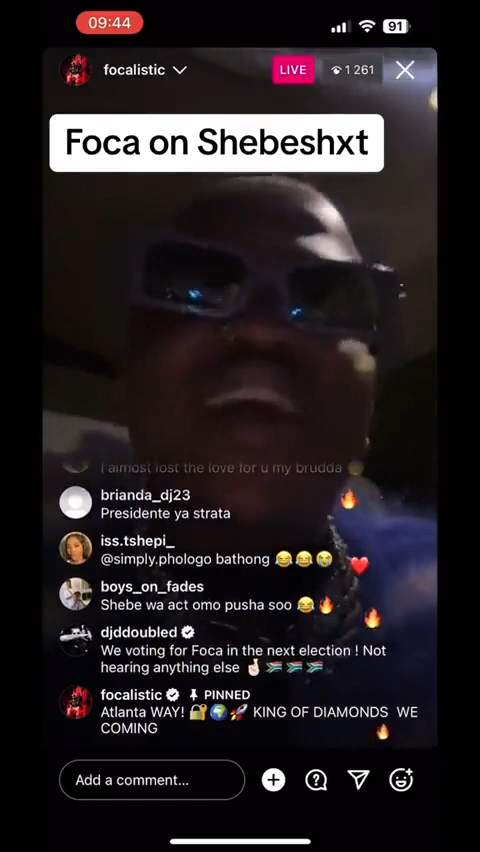 09:44
91
focalistic
LIVE
1 261
Foca on Shebeshxt
I almost lost the love for u my brudda
brianda_dj23
Presidente ya strata
iss.tshepi_
@simply.phologo bathong 😂😂😭
boys_on_fades
Shebe wa act omo pusha soo 😂🔥
djddoubled
We voting for Foca in the next election ! Not
hearing anything else 🤞🏻🇿🇦🇿🇦🇿🇦
focalistic PINNED
Atlanta WAY! 🔐🌍🚀 KING OF DIAMONDS WE
COMING
Add a comment...